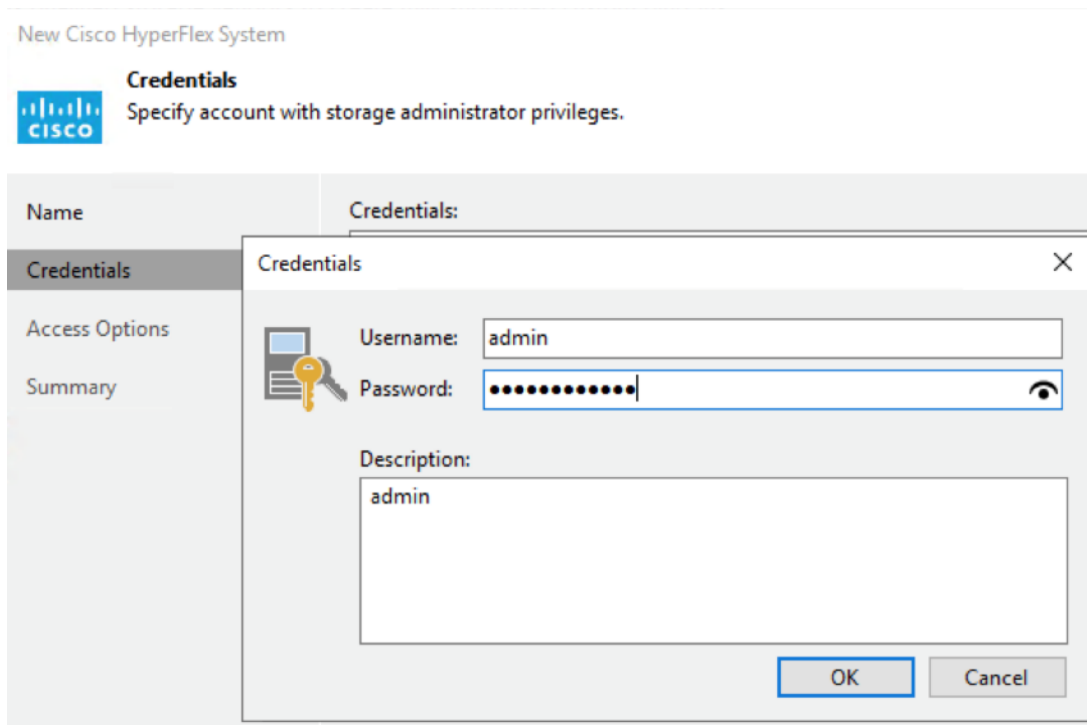 New Cisco HyperFlex System
Credentials
Specify account with storage administrator privileges.
CISCO
Name
Credentials:
Credentials
Credentials
Access Options
Summary
Username: admin
Password: ••••••••••••
Description:
admin
OK Cancel